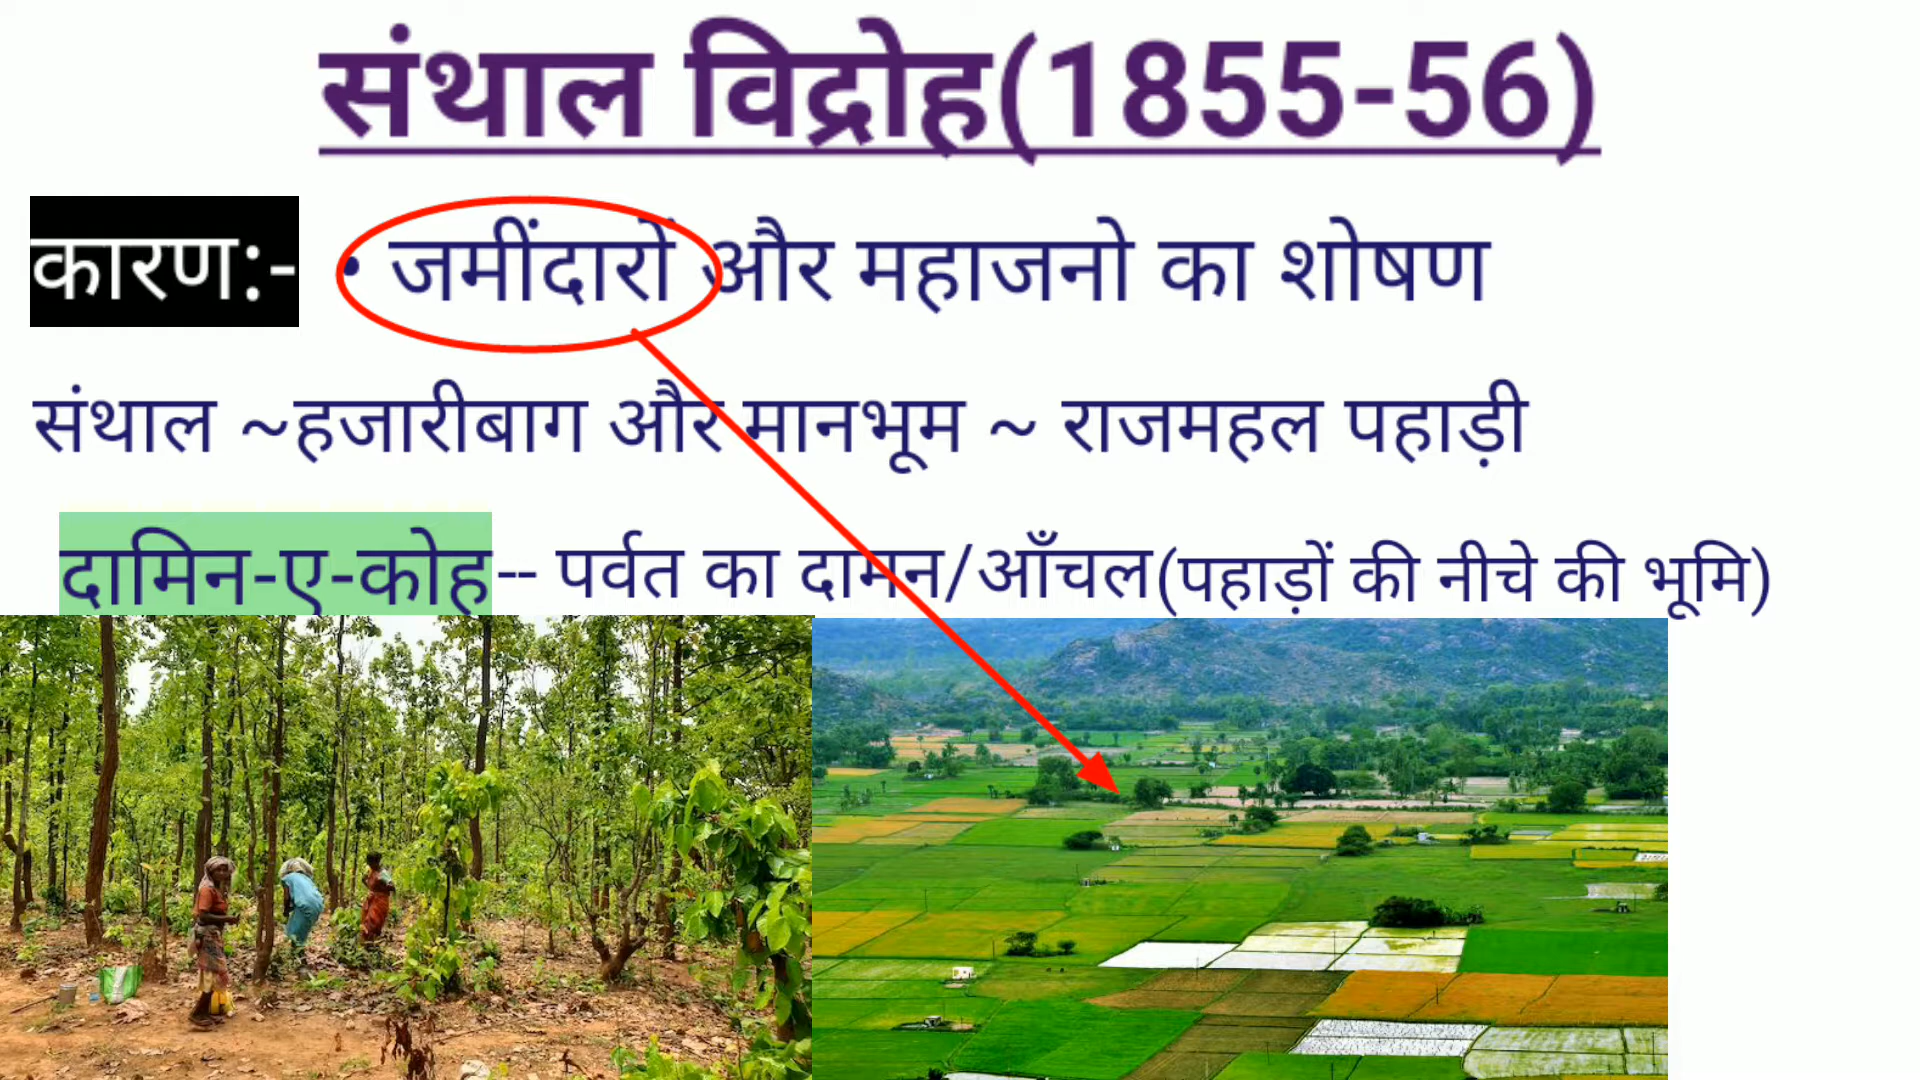 संथाल विद्रोह(1855-56)
कारण:- • जमींदारों और महाजनो का शोषण
संथाल ~हजारीबाग और मानभूम ~ राजमहल पहाड़ी
दामिन-ए-कोह-- पर्वत का दामन/आँचल(पहाड़ों की नीचे की भूमि)